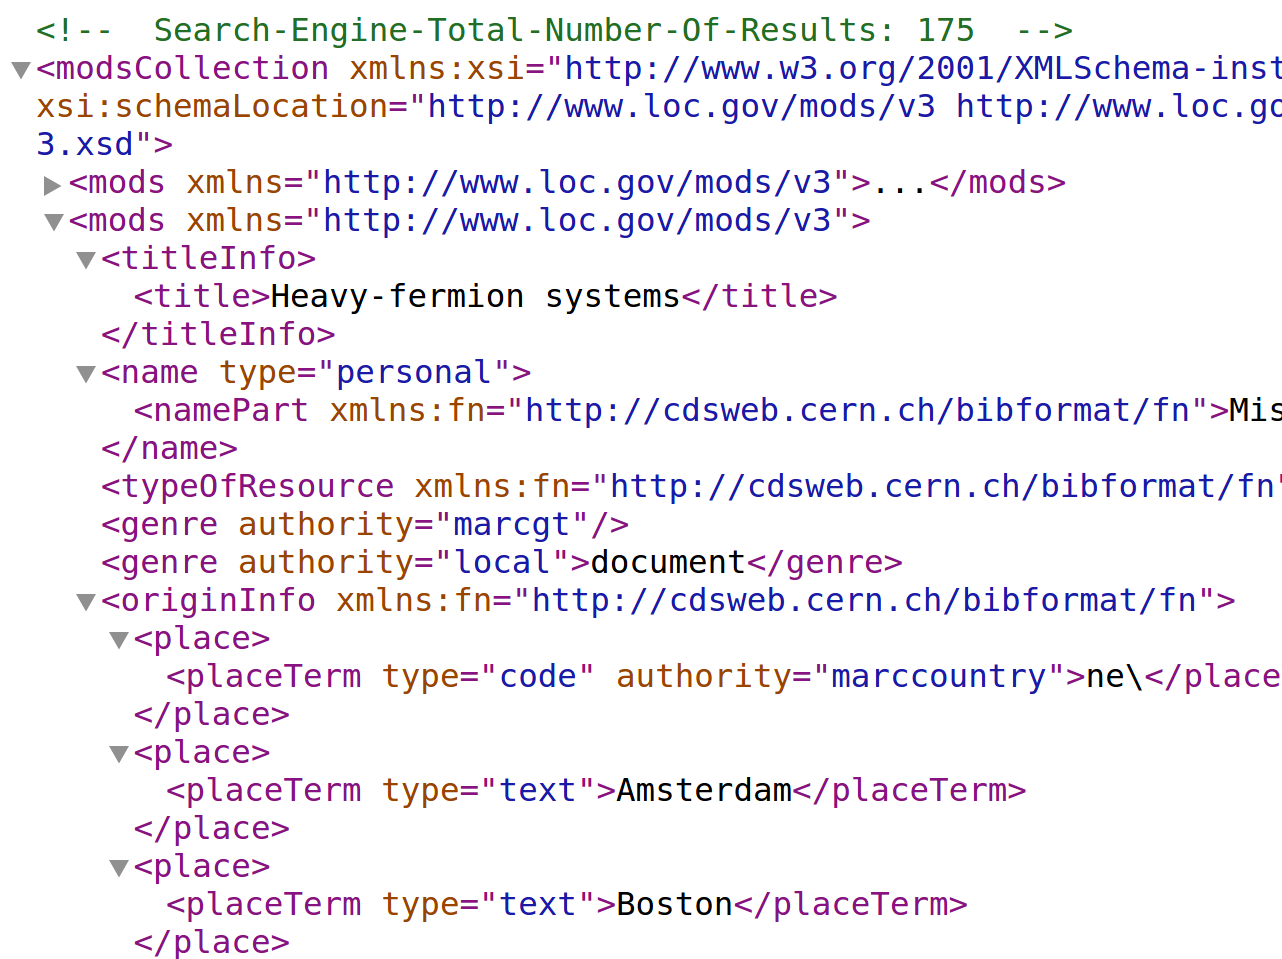 <!--  Search-Engine-Total-Number-Of-Results: 175  -->
<modsCollection xmlns:xsi="http://www.w3.org/2001/XMLSchema-inst
xsi:schemaLocation="http://www.loc.gov/mods/v3 http://www.loc.go
3.xsd">
<mods xmlns="http://www.loc.gov/mods/v3">...</mods>
<mods xmlns="http://www.loc.gov/mods/v3">
<titleInfo>
<title>Heavy-fermion systems</title>
</titleInfo>
<name type="personal">
<namePart xmlns:fn="http://cdsweb.cern.ch/bibformat/fn">Mis
</name>
<typeOfResource xmlns:fn="http://cdsweb.cern.ch/bibformat/fn"
<genre authority="marcgt"/>
<genre authority="local">document</genre>
<originInfo xmlns:fn="http://cdsweb.cern.ch/bibformat/fn">
<place>
<placeTerm type="code" authority="marccountry">ne\</place
</place>
<place>
<placeTerm type="text">Amsterdam</placeTerm>
</place>
<place>
<placeTerm type="text">Boston</placeTerm>
</place>